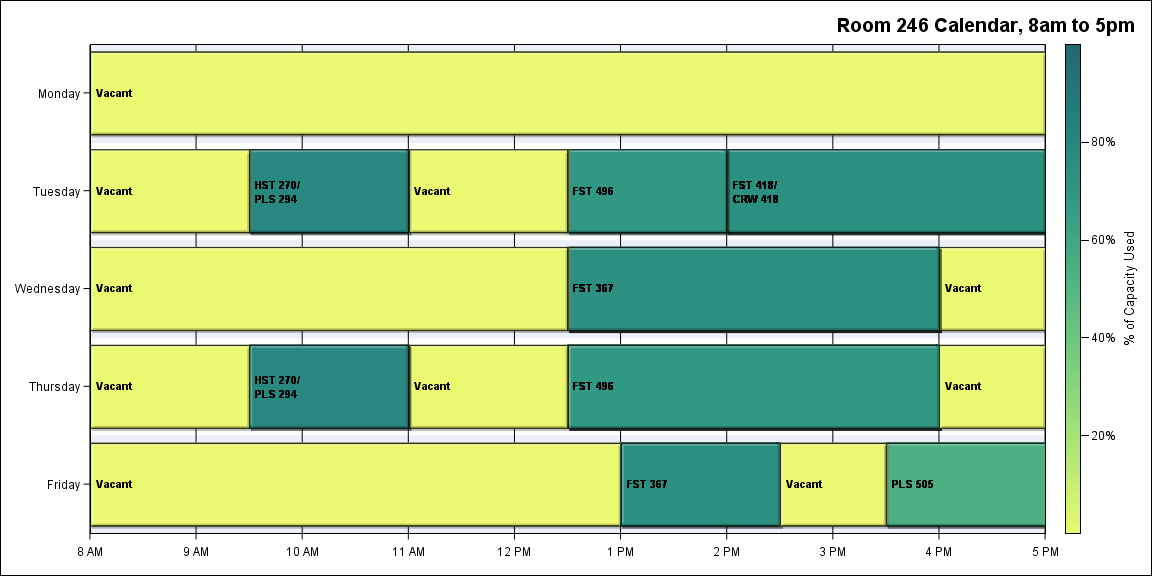 Room 246 Calendar, 8am to 5pm
Monday
Vacant
Tuesday
Vacant
HST 270/
PLS 294
Vacant
FST 496
FST 418/
CRW 418
Wednesday
Vacant
FST 367
Vacant
Thursday
Vacant
HST 270/
PLS 294
Vacant
FST 496
Vacant
Friday
Vacant
FST 367
Vacant
PLS 505
8 AM
9 AM
10 AM
11 AM
12 PM
1 PM
2 PM
3 PM
4 PM
5 PM
80%
60%
40%
20%
% of Capacity Used